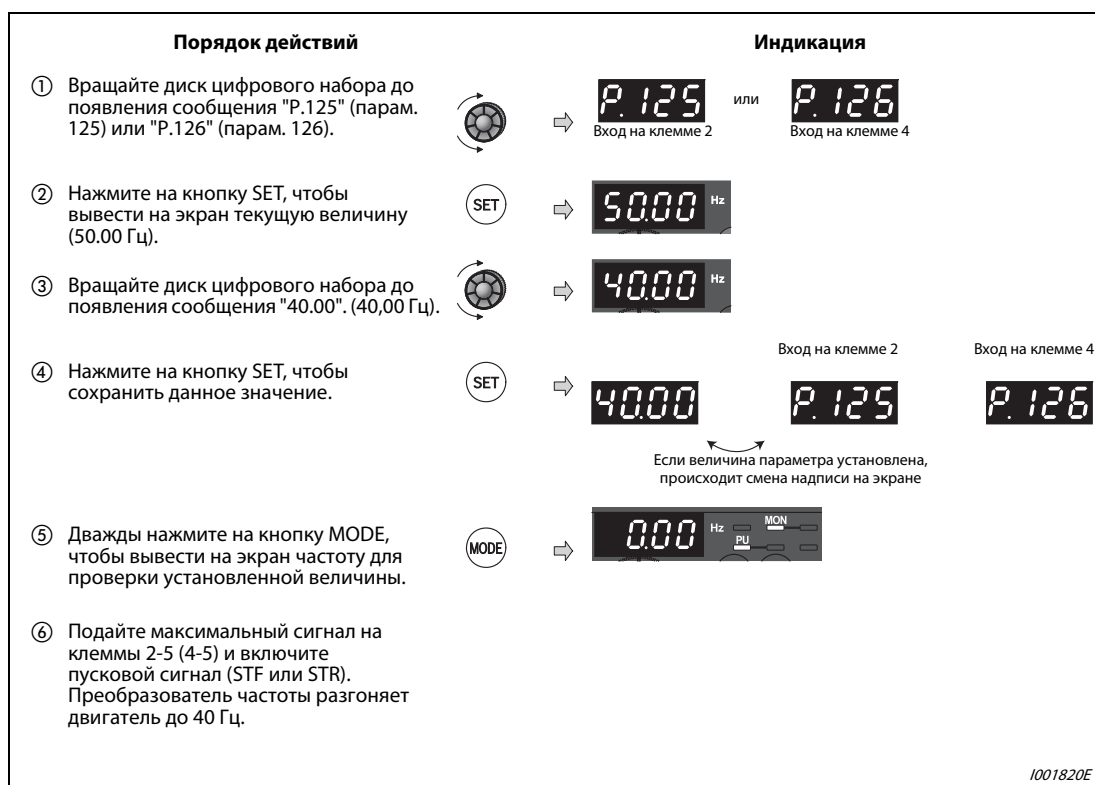 Порядок действий
Индикация
① Вращайте диск цифрового набора до
появления сообщения "P.125" (парам.
125) или "P.126" (парам. 126).
P. 125
или
P. 126
Вход на клемме 2
Вход на клемме 4
② Нажмите на кнопку SET, чтобы
вывести на экран текущую величину
(50.00 Гц).
SET
50.00 Hz
③ Вращайте диск цифрового набора до
появления сообщения "40.00". (40,00 Гц).
40.00 Hz
Вход на клемме 2
Вход на клемме 4
④ Нажмите на кнопку SET, чтобы
сохранить данное значение.
SET
40.00
P. 125
P. 126
Если величина параметра установлена,
происходит смена надписи на экране
⑤ Дважды нажмите на кнопку MODE,
чтобы вывести на экран частоту для
проверки установленной величины.
MODE
0.00 Hz
MON
PU
⑥ Подайте максимальный сигнал на
клеммы 2-5 (4-5) и включите
пусковой сигнал (STF или STR).
Преобразователь частоты разгоняет
двигатель до 40 Гц.
I001820E